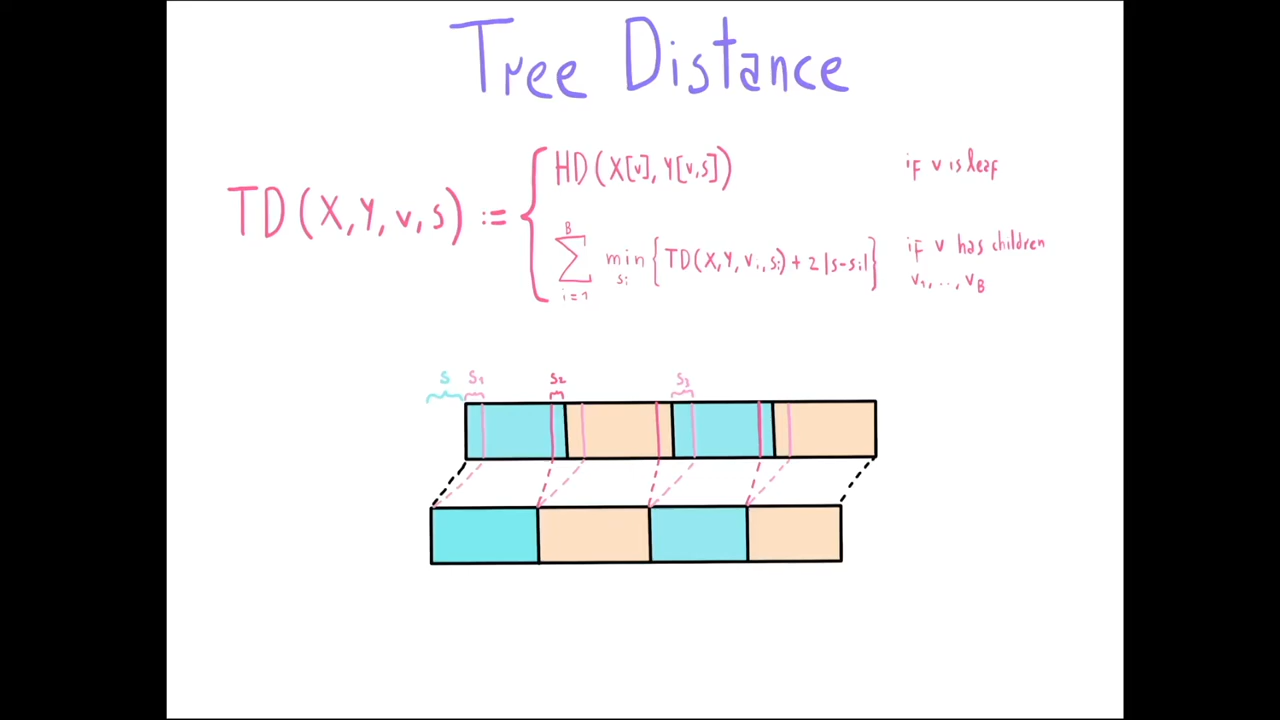 Tree Distance
TD(X,Y,v,s) := { HD(X[v], Y[v,s]) if v is leaf
B
∑ min {TD(X,Y,vᵢ,sᵢ) + 2|s-sᵢ|} if v has children
i=1 sᵢ v₁,..,v_B
s s₁ s₂ s₃